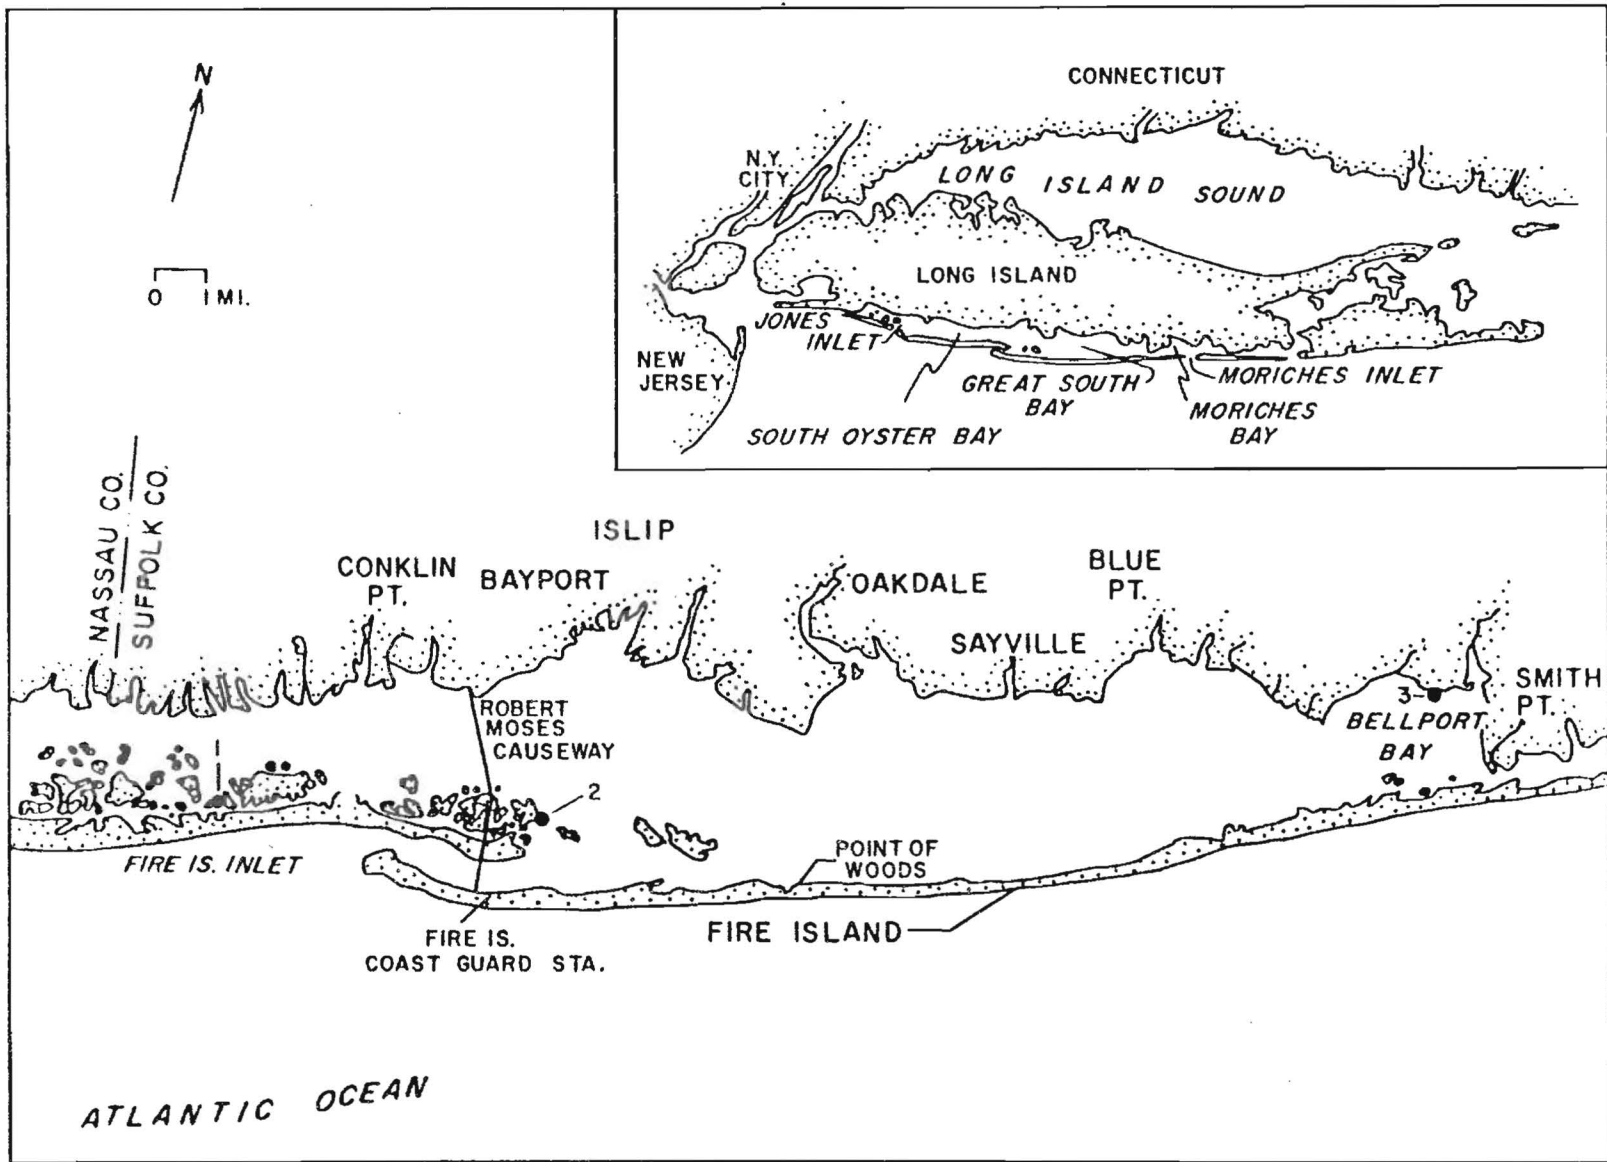 N
0 1 MI.
CONNECTICUT
N.Y.
CITY
LONG ISLAND SOUND
LONG ISLAND
JONES
INLET
NEW
JERSEY
GREAT SOUTH
BAY
MORICHES INLET
MORICHES
BAY
SOUTH OYSTER BAY
NASSAU CO.
SUFFOLK CO.
ISLIP
CONKLIN
PT.
BAYPORT
OAKDALE
BLUE
PT.
SAYVILLE
SMITH
PT.
3
BELLPORT
BAY
ROBERT
MOSES
CAUSEWAY
1
2
FIRE IS. INLET
POINT OF
WOODS
FIRE ISLAND
FIRE IS.
COAST GUARD STA.
ATLANTIC OCEAN